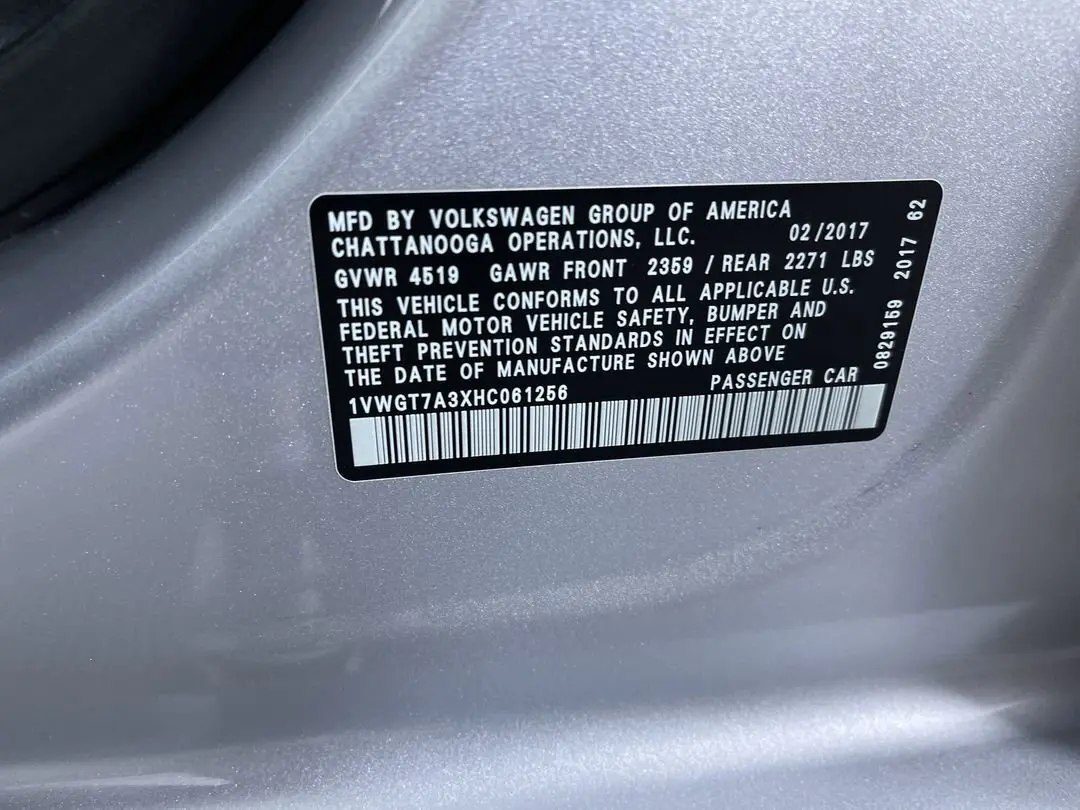 MFD BY VOLKSWAGEN GROUP OF AMERICA
CHATTANOOGA OPERATIONS, LLC. 02/2017
GVWR 4519 GAWR FRONT 2359 / REAR 2271 LBS
THIS VEHICLE CONFORMS TO ALL APPLICABLE U.S.
FEDERAL MOTOR VEHICLE SAFETY, BUMPER AND
THEFT PREVENTION STANDARDS IN EFFECT ON
THE DATE OF MANUFACTURE SHOWN ABOVE
1VWGT7A3XHC061256 PASSENGER CAR
0829159 2017 62